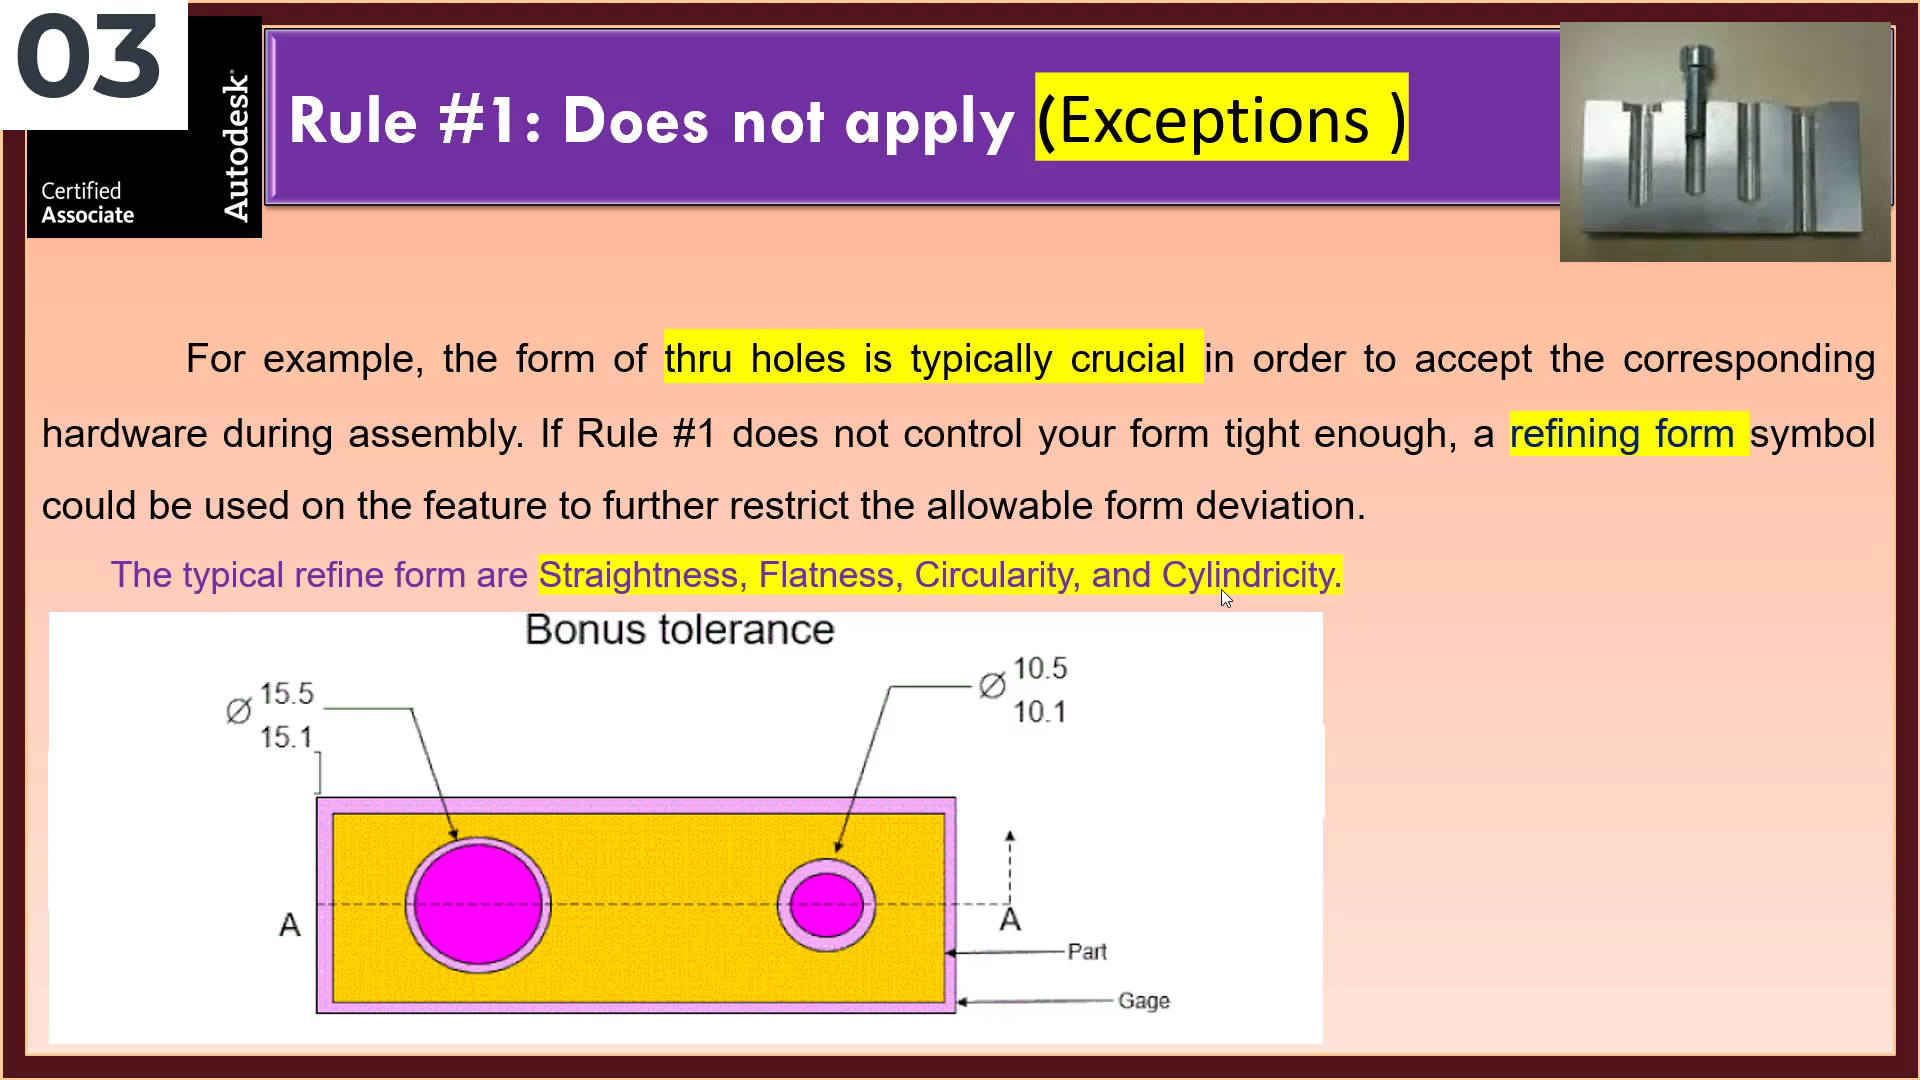 03
Autodesk®
Certified
Associate
Rule #1: Does not apply (Exceptions )
For example, the form of thru holes is typically crucial in order to accept the corresponding
hardware during assembly. If Rule #1 does not control your form tight enough, a refining form symbol
could be used on the feature to further restrict the allowable form deviation.
The typical refine form are Straightness, Flatness, Circularity, and Cylindricity.
Bonus tolerance
Ø 15.5
15.1
Ø 10.5
10.1
A
A
Part
Gage